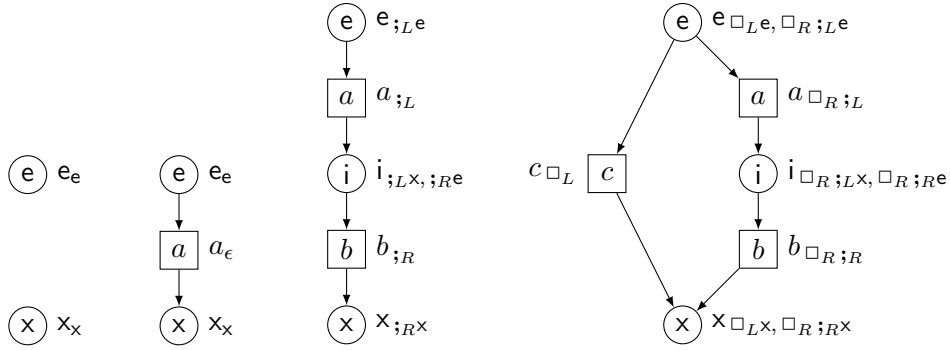 e e_{;_L e} e e_{□_L e, □_R ;_L e}
a a_{;_L} a a_{□_R ;_L}
e e_e e e_e i i_{;_L x, ;_R e} c_{□_L} c i i_{□_R ;_L x, □_R ;_R e}
a a_ϵ b b_{;_R} b b_{□_R ;_R}
x x_x x x_x x x_{;_R x} x x_{□_L x, □_R ;_R x}